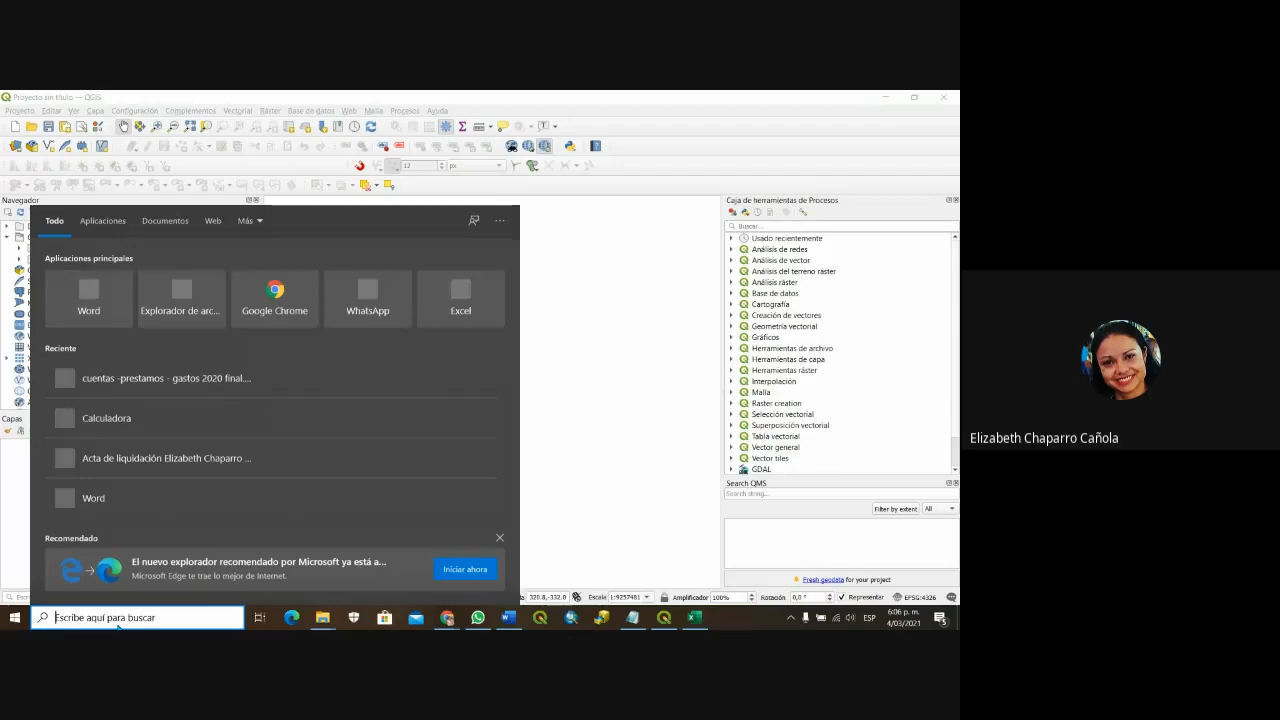 Proyecto sin título — QGIS
Proyecto Editar Ver Capa Configuración Complementos Vectorial Ráster Base de datos Web Malla Procesos Ayuda
12 px
Navegador
Caja de herramientas de Procesos
Buscar...
Usado recientemente
Análisis de redes
Análisis de vector
Análisis del terreno ráster
Análisis ráster
Base de datos
Cartografía
Creación de vectores
Geometría vectorial
Gráficos
Herramientas de archivo
Herramientas de capa
Herramientas ráster
Interpolación
Malla
Raster creation
Selección vectorial
Superposición vectorial
Tabla vectorial
Vector general
Vector tiles
GDAL
Search QMS
Search string...
Filter by extent All
Fresh geodata for your project
Capas
Todo Aplicaciones Documentos Web Más
Aplicaciones principales
Word Explorador de arc... Google Chrome WhatsApp Excel
Reciente
cuentas -prestamos - gastos 2020 final....
Calculadora
Acta de liquidación Elizabeth Chaparro ...
Word
Recomendado
El nuevo explorador recomendado por Microsoft ya está a...
Microsoft Edge te trae lo mejor de Internet.
Iniciar ahora
320.8,-332.0 Escala 1:9257481 Amplificador 100% Rotación 0,0 ° Representar EPSG:4326
Escribe aquí para buscar
ESP
6:06 p. m.
4/03/2021
5
Elizabeth Chaparro Cañola